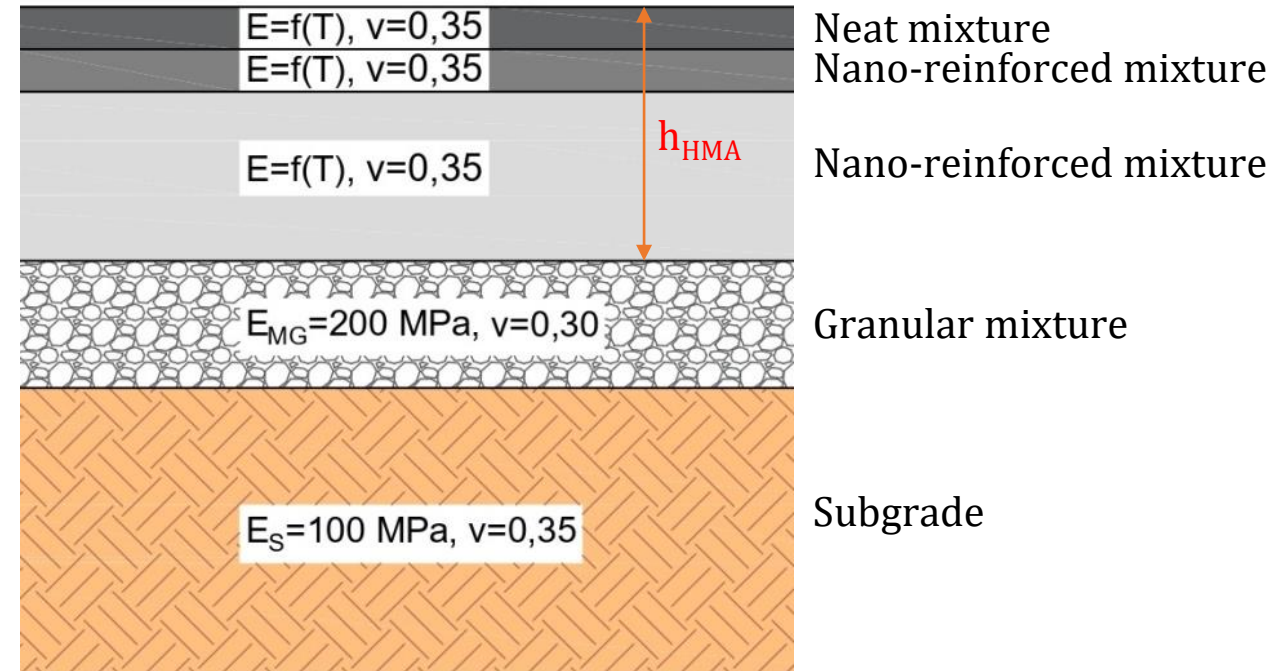 E=f(T), v=0,35 Neat mixture
E=f(T), v=0,35 Nano-reinforced mixture
h_HMA
E=f(T), v=0,35 Nano-reinforced mixture
E_MG=200 MPa, v=0,30 Granular mixture
E_S=100 MPa, v=0,35 Subgrade